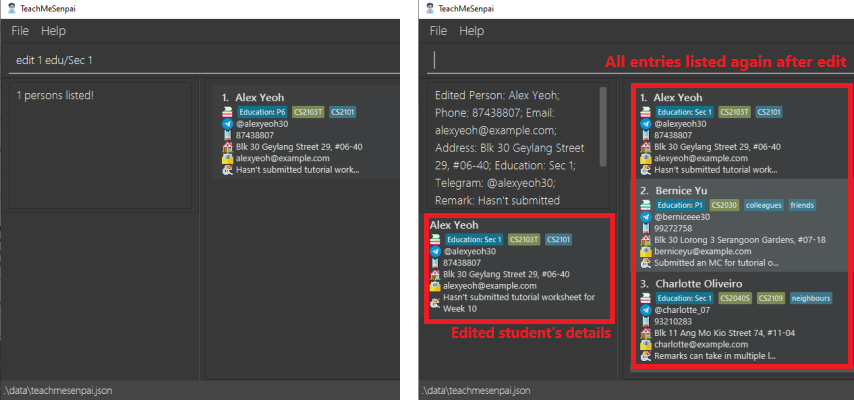 TeachMeSenpai
File Help
edit 1 edu/Sec 1
1 persons listed!
1. Alex Yeoh
Education: P6 CS2103T CS2101
@alexyeoh30
87438807
Blk 30 Geylang Street 29, #06-40
alexyeoh@example.com
Hasn't submitted tutorial work...
.\data\teachmesenpai.json
TeachMeSenpai
File Help
All entries listed again after edit
Edited Person: Alex Yeoh;
Phone: 87438807; Email:
alexyeoh@example.com;
Address: Blk 30 Geylang Street
29, #06-40; Education: Sec 1;
Telegram: @alexyeoh30;
Remark: Hasn't submitted
Alex Yeoh
Education: Sec 1 CS2103T CS2101
@alexyeoh30
87438807
Blk 30 Geylang Street 29, #06-40
alexyeoh@example.com
Hasn't submitted tutorial worksheet for
Week 10
Edited student's details
1. Alex Yeoh
Education: Sec 1 CS2103T CS2101
@alexyeoh30
87438807
Blk 30 Geylang Street 29, #06-40
alexyeoh@example.com
Hasn't submitted tutorial work...
2. Bernice Yu
Education: P1 CS2030 colleagues friends
@berniceee30
99272758
Blk 30 Lorong 3 Serangoon Gardens, #07-18
berniceyu@example.com
Submitted an MC for tutorial o...
3. Charlotte Oliveiro
Education: Sec 1 CS2040S CS2109 neighbours
@charlotte_07
93210283
Blk 11 Ang Mo Kio Street 74, #11-04
charlotte@example.com
Remarks can take in multiple l...
.\data\teachmesenpai.json